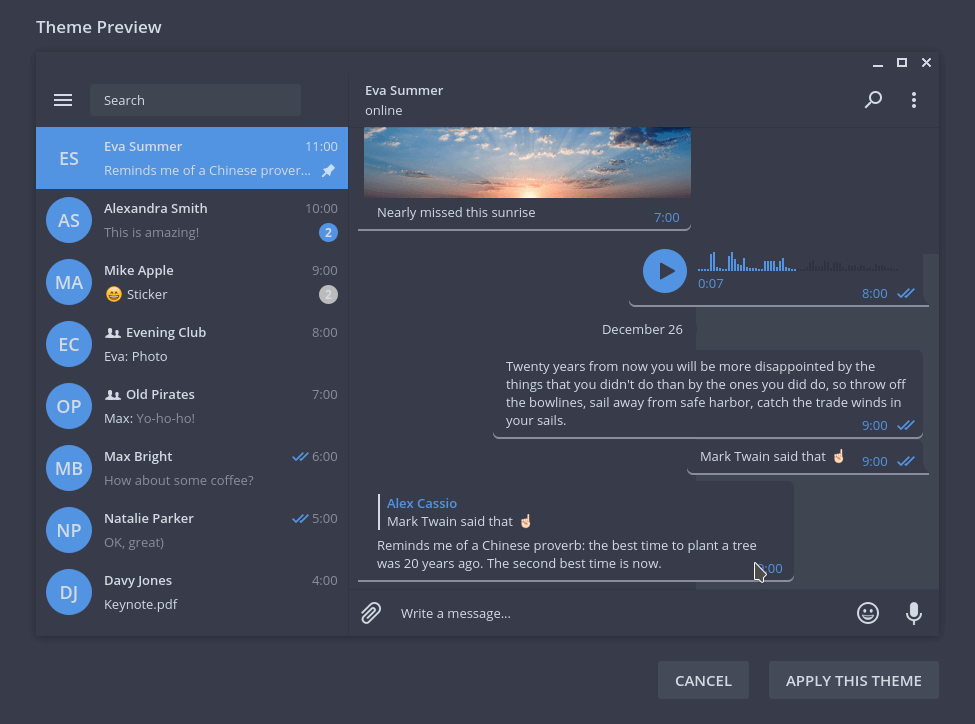 Theme Preview
Search
Eva Summer
online
ES
Eva Summer
11:00
Reminds me of a Chinese prover...
AS
Alexandra Smith
10:00
This is amazing!
2
MA
Mike Apple
9:00
😁 Sticker
2
EC
Evening Club
8:00
Eva: Photo
OP
Old Pirates
7:00
Max: Yo-ho-ho!
MB
Max Bright
6:00
How about some coffee?
NP
Natalie Parker
5:00
OK, great)
DJ
Davy Jones
4:00
Keynote.pdf
Nearly missed this sunrise
7:00
0:07
8:00
December 26
Twenty years from now you will be more disappointed by the
things that you didn't do than by the ones you did do, so throw off
the bowlines, sail away from safe harbor, catch the trade winds in
your sails.
9:00
Mark Twain said that ☝🏻
9:00
Alex Cassio
Mark Twain said that ☝🏻
Reminds me of a Chinese proverb: the best time to plant a tree
was 20 years ago. The second best time is now.
Write a message...
CANCEL
APPLY THIS THEME